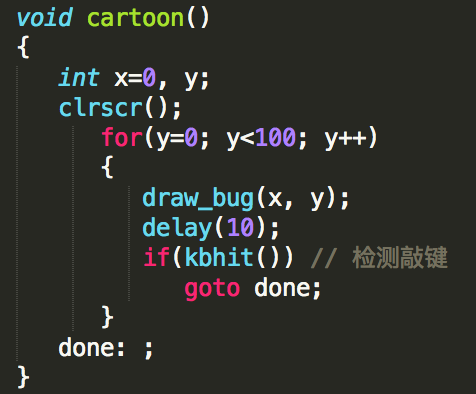 void cartoon()
{
int x=0, y;
clrscr();
for(y=0; y<100; y++)
{
draw_bug(x, y);
delay(10);
if(kbhit()) // 检测敲键
goto done;
}
done: ;
}